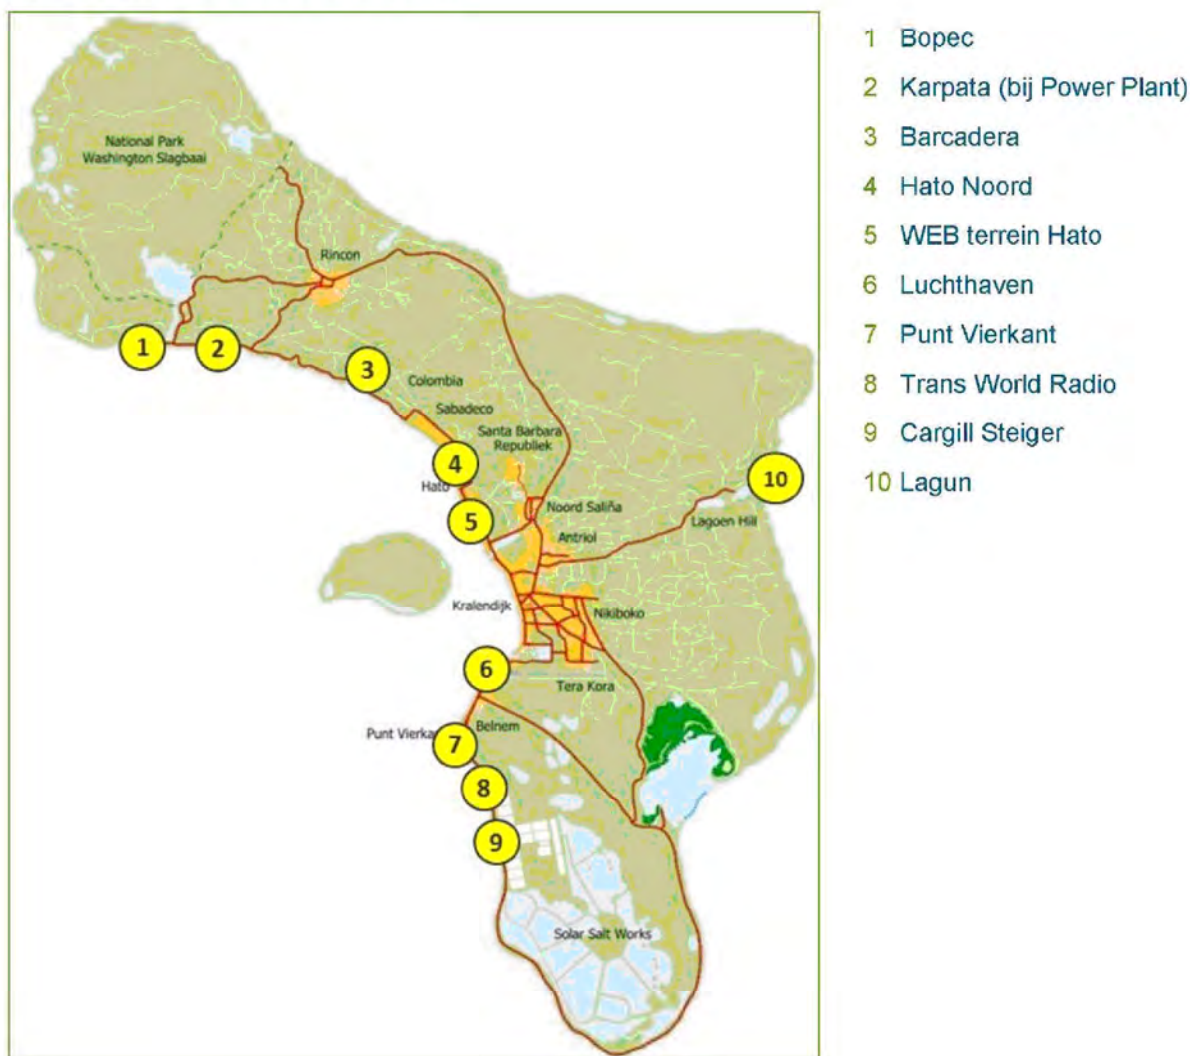 National Park
Washington Slagbaai
Rincon
1
2
3
Colombia
Sabadeco
Santa Barbara
Republiek
4
Hato
10
5
Noord Saliña
Lagoen Hill
Antriol
Kralendijk
Nikiboko
6
Tera Kora
Punt Vierka
Belnem
7
8
9
Solar Salt Works
1 Bopec
2 Karpata (bij Power Plant)
3 Barcadera
4 Hato Noord
5 WEB terrein Hato
6 Luchthaven
7 Punt Vierkant
8 Trans World Radio
9 Cargill Steiger
10 Lagun